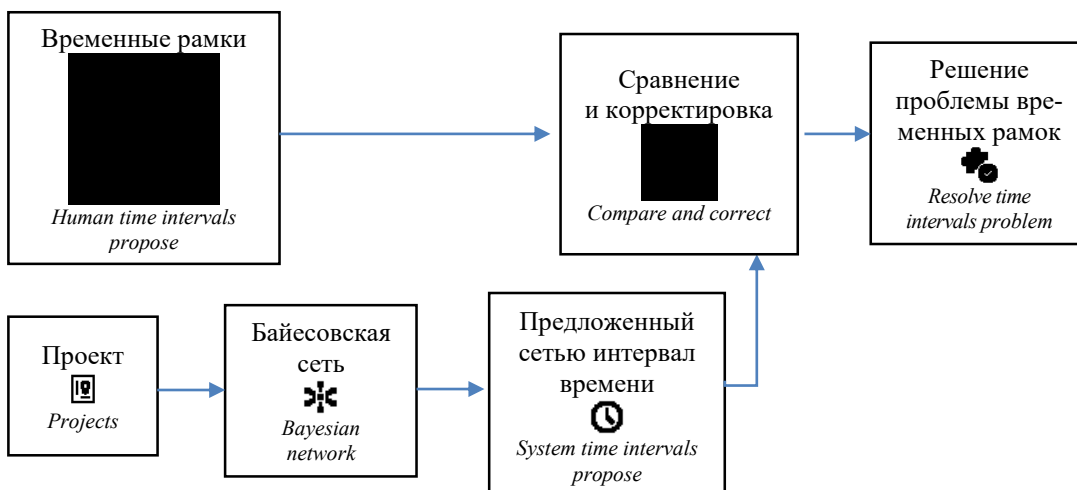 Временные рамки
Human time intervals
propose
Сравнение
и корректировка
Compare and correct
Решение
проблемы вре-
менных рамок
Resolve time
intervals problem
Проект
Projects
Байесовская
сеть
Bayesian
network
Предложенный
сетью интервал
времени
System time intervals
propose